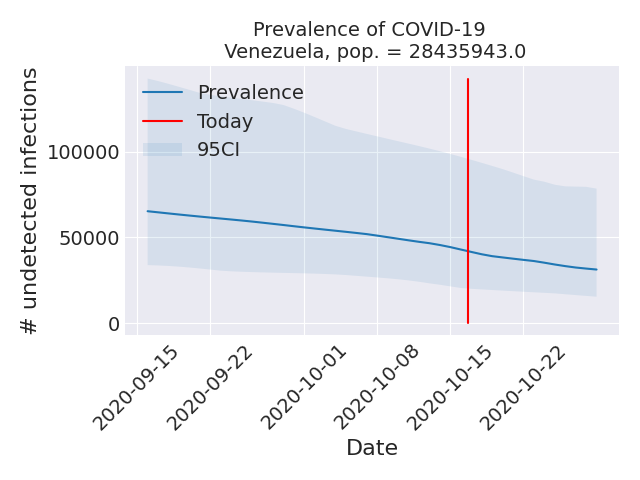 Prevalence of COVID-19
Venezuela, pop. = 28435943.0
Prevalence
Today
95CI
# undetected infections
100000
50000
0
2020-09-15
2020-09-22
2020-10-01
2020-10-08
2020-10-15
2020-10-22
Date